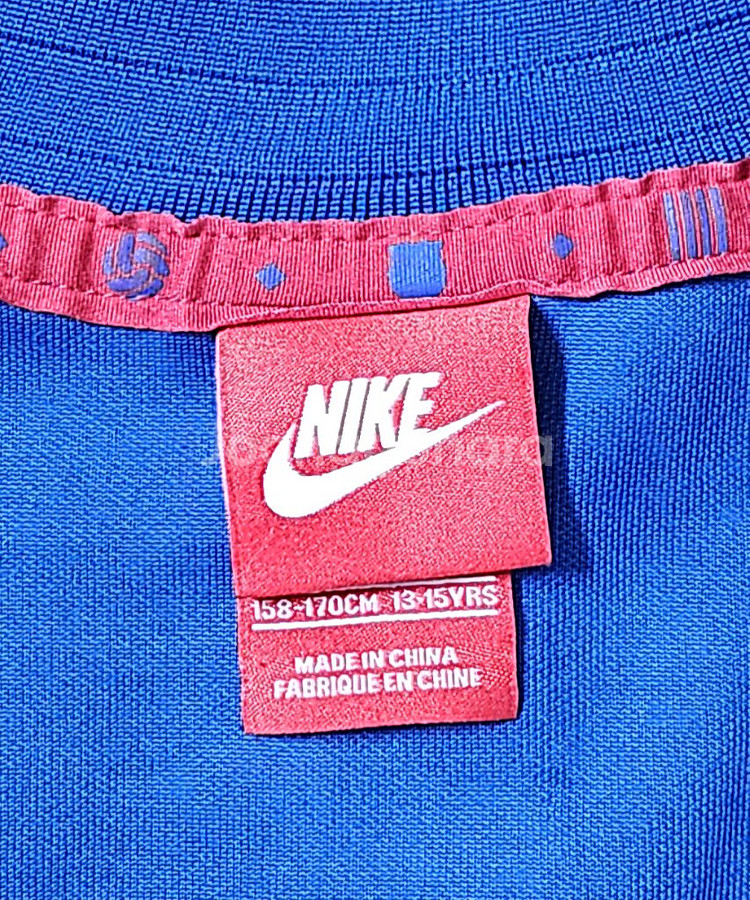 NIKE
158-170CM 13-15YRS
MADE IN CHINA
FABRIQUE EN CHINE